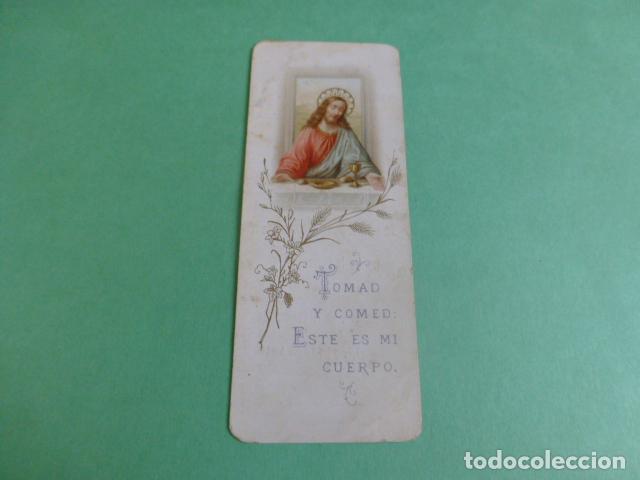 TOMAD
Y COMED:
ESTE ES MI
CUERPO.
todocoleccion